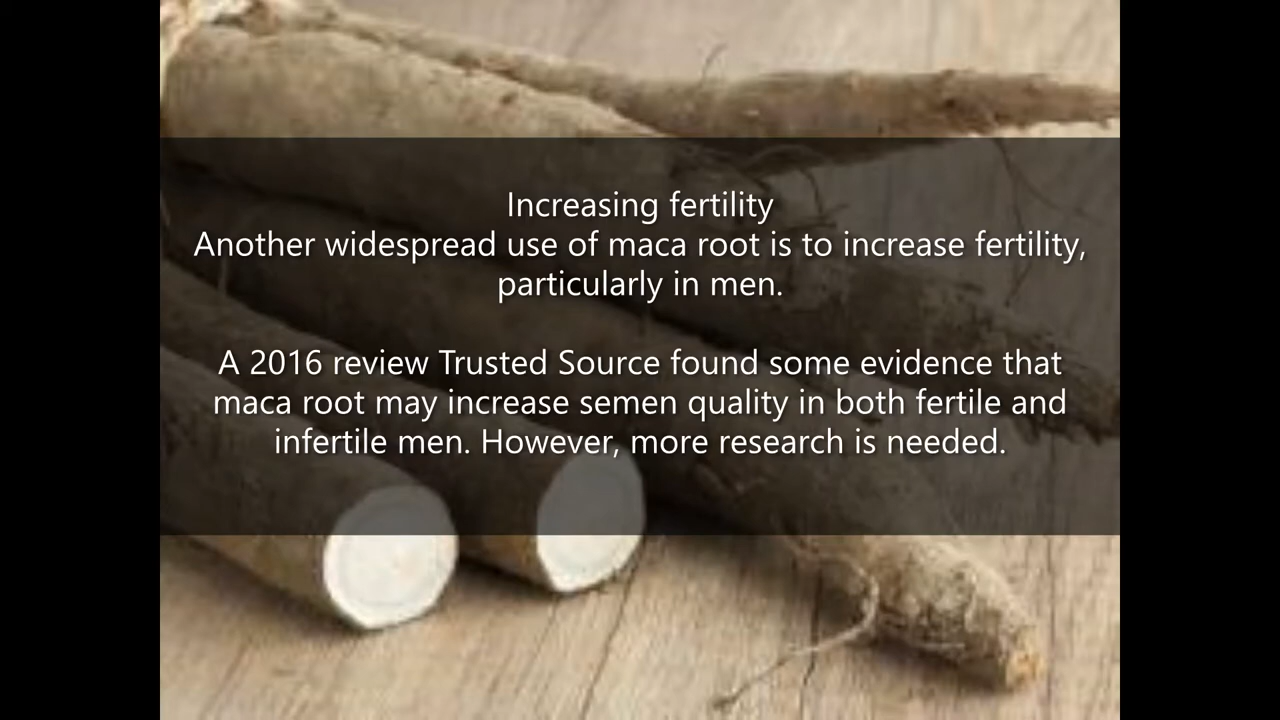 Increasing fertility
Another widespread use of maca root is to increase fertility,
particularly in men.
A 2016 review Trusted Source found some evidence that
maca root may increase semen quality in both fertile and
infertile men. However, more research is needed.